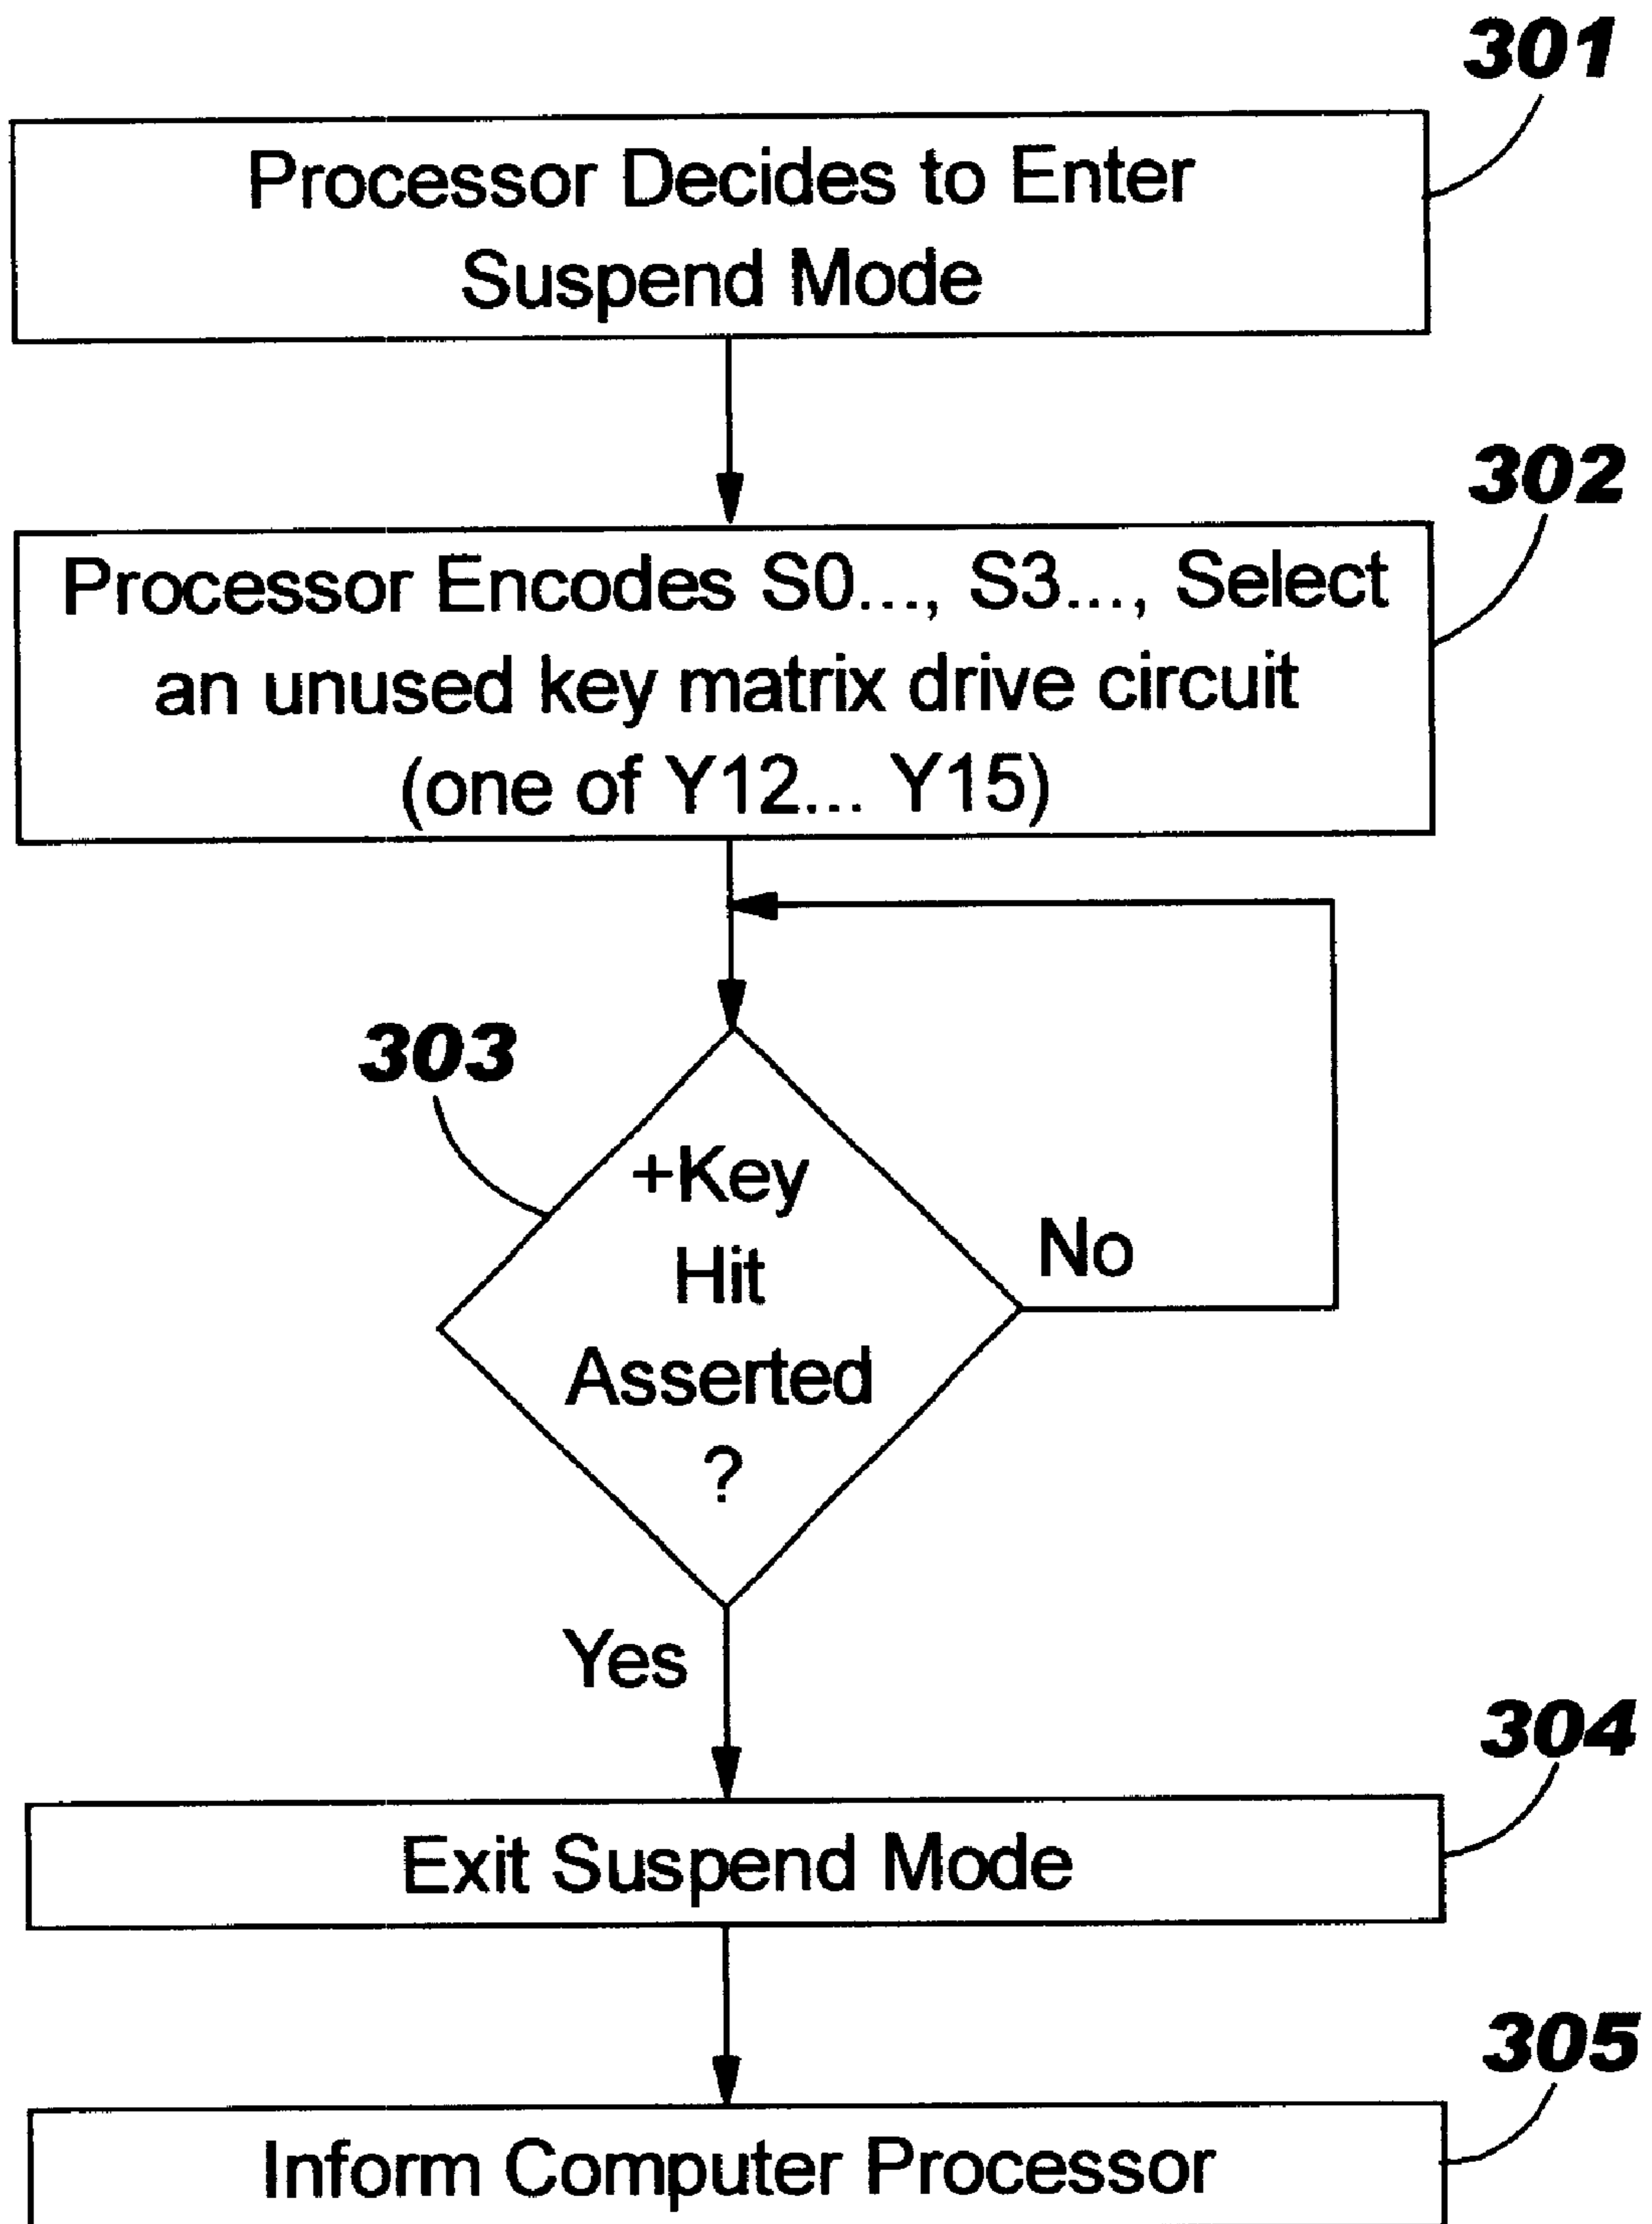 301
Processor Decides to Enter
Suspend Mode
302
Processor Encodes S0..., S3..., Select
an unused key matrix drive circuit
(one of Y12... Y15)
303
+Key
Hit
Asserted
?
No
Yes
304
Exit Suspend Mode
305
Inform Computer Processor